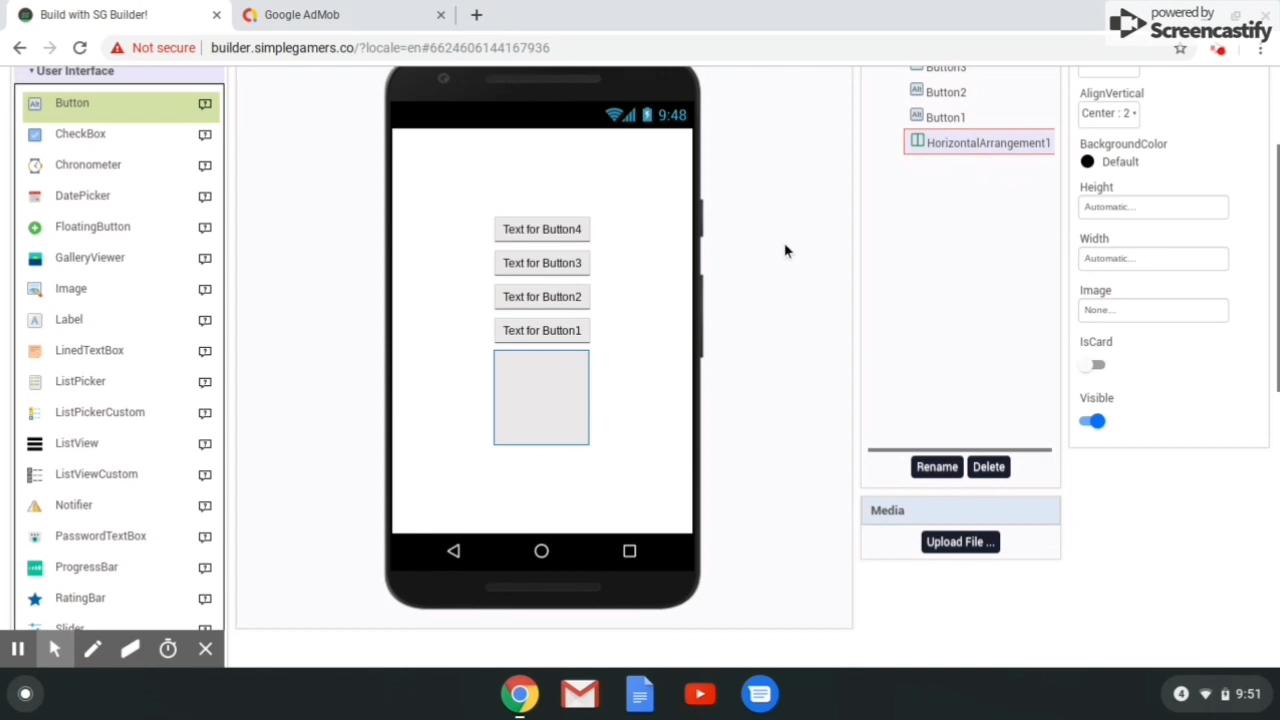 Build with SG Builder!
Google AdMob
powered by
Screencastify
Not secure
builder.simplegamers.co/?locale=en#6624606144167936
User Interface
Button
CheckBox
Chronometer
DatePicker
FloatingButton
GalleryViewer
Image
Label
LinedTextBox
ListPicker
ListPickerCustom
ListView
ListViewCustom
Notifier
PasswordTextBox
ProgressBar
RatingBar
Slider
9:48
Text for Button4
Text for Button3
Text for Button2
Text for Button1
Button3
Button2
Button1
HorizontalArrangement1
Rename
Delete
Media
Upload File ...
AlignVertical
Center : 2
BackgroundColor
Default
Height
Automatic...
Width
Automatic...
Image
None...
IsCard
Visible
4
9:51